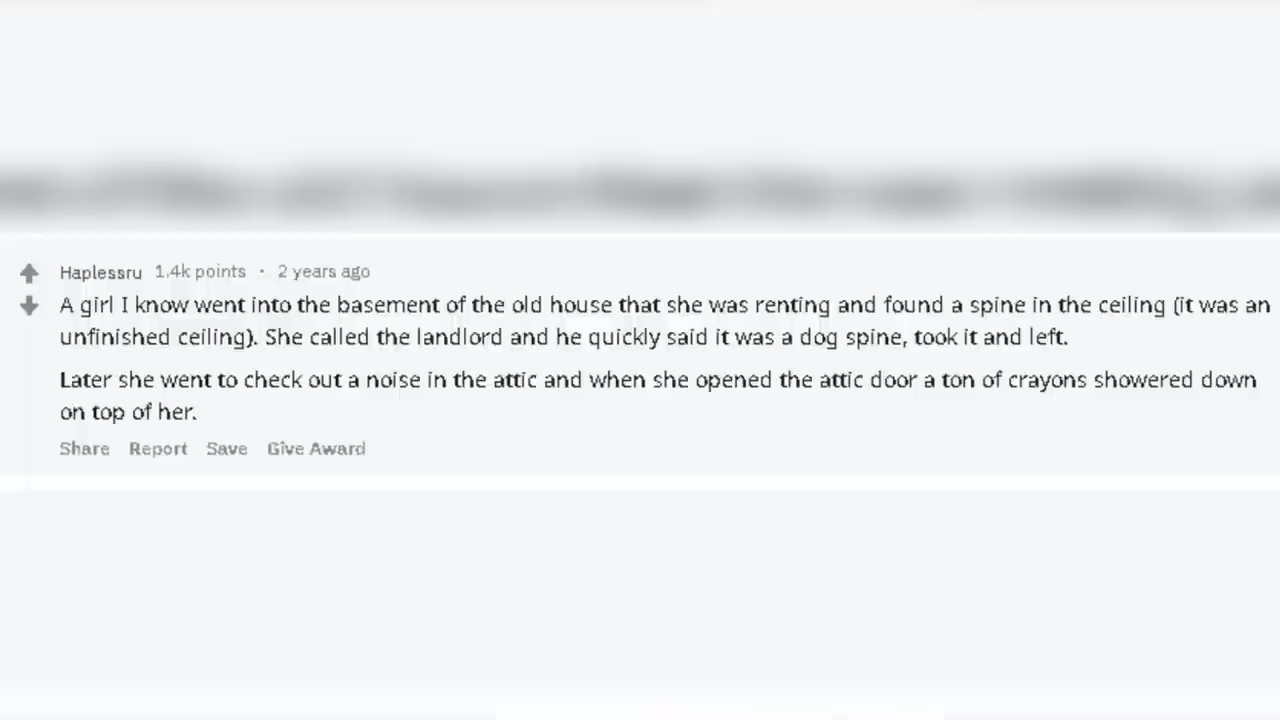 Haplessru 1.4k points · 2 years ago
A girl I know went into the basement of the old house that she was renting and found a spine in the ceiling (it was an
unfinished ceiling). She called the landlord and he quickly said it was a dog spine, took it and left.
Later she went to check out a noise in the attic and when she opened the attic door a ton of crayons showered down
on top of her.
Share Report Save Give Award